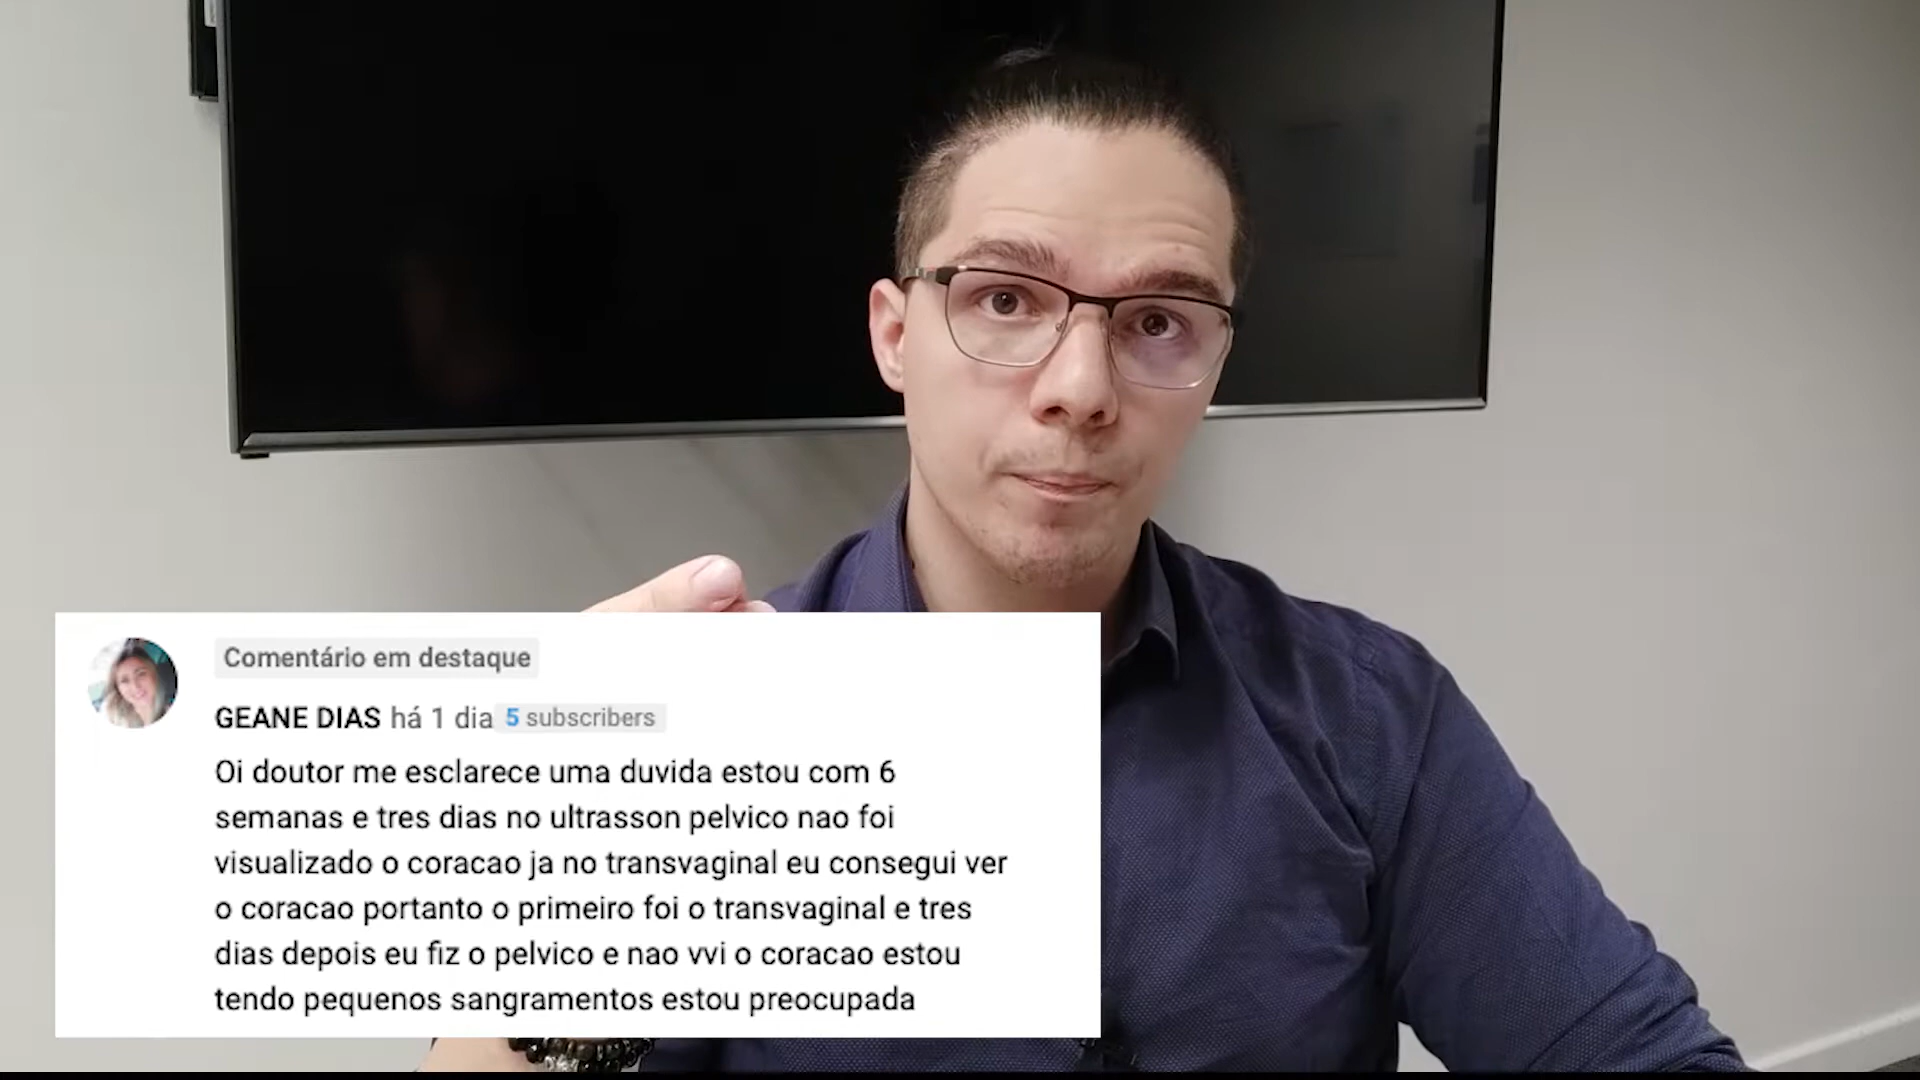 Comentário em destaque
GEANE DIAS há 1 dia 5 subscribers
Oi doutor me esclarece uma duvida estou com 6
semanas e tres dias no ultrasson pelvico nao foi
visualizado o coracao ja no transvaginal eu consegui ver
o coracao portanto o primeiro foi o transvaginal e tres
dias depois eu fiz o pelvico e nao vvi o coracao estou
tendo pequenos sangramentos estou preocupada